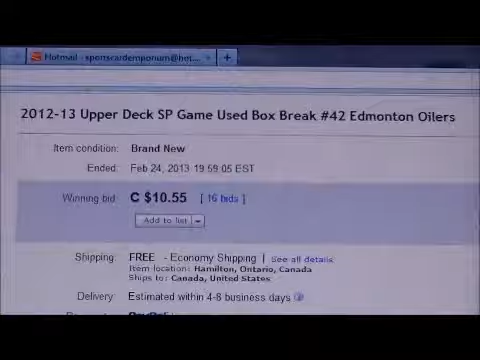 Hotmail - sportscardemporium@hot...
2012-13 Upper Deck SP Game Used Box Break #42 Edmonton Oilers
Item condition: Brand New
Ended: Feb 24, 2013 19:59:05 EST
Winning bid: C $10.55 [ 16 bids ]
Add to list
Shipping: FREE - Economy Shipping | See all details
Item location: Hamilton, Ontario, Canada
Ships to: Canada, United States
Delivery: Estimated within 4-8 business days